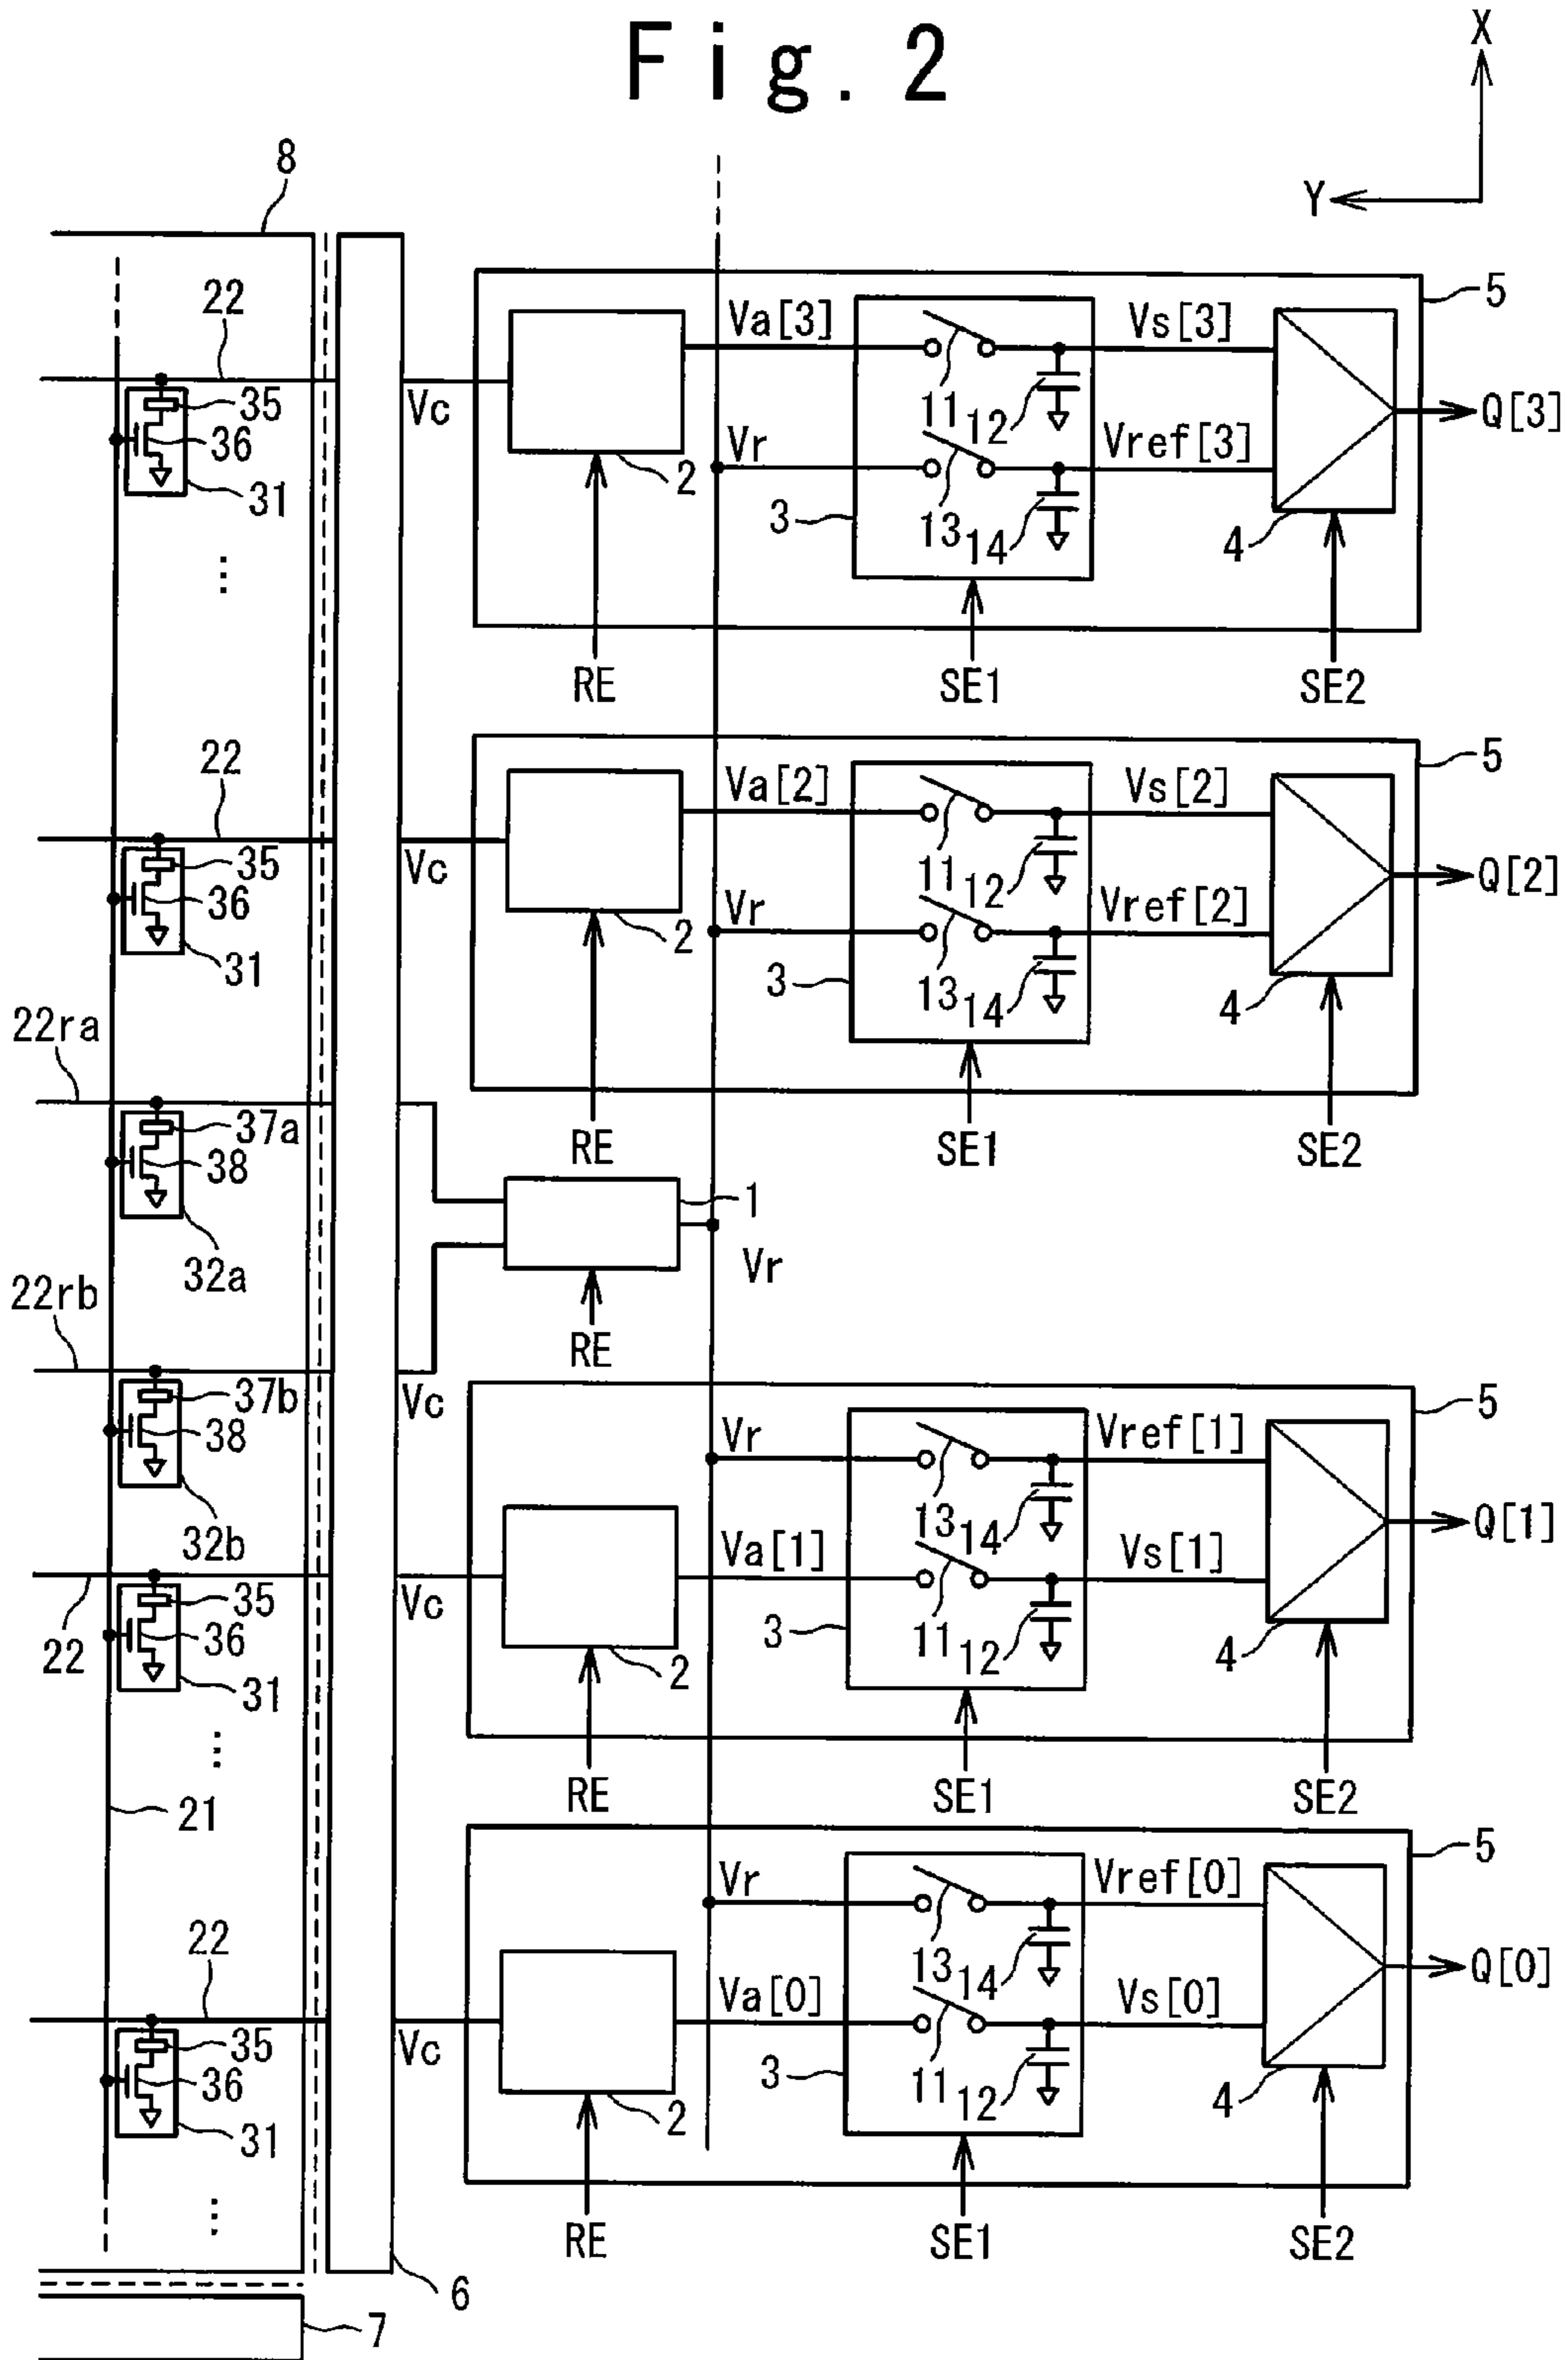 Fig. 2
X
Y
8
22
35
36
31
⋮
Vc
2
RE
Va[3]
Vr
11
12
13
14
3
SE1
Vs[3]
Vref[3]
4
SE2
5
Q[3]
22
35
36
31
Vc
2
RE
Va[2]
Vr
11
12
13
14
3
SE1
Vs[2]
Vref[2]
4
SE2
5
Q[2]
22ra
37a
38
32a
1
Vr
RE
22rb
37b
38
32b
Vc
22
35
36
31
⋮
Vc
2
RE
Vr
Va[1]
13
14
11
12
3
SE1
Vref[1]
Vs[1]
4
SE2
5
Q[1]
21
22
35
36
31
⋮
Vc
2
RE
Vr
Va[0]
13
14
11
12
3
SE1
Vref[0]
Vs[0]
4
SE2
5
Q[0]
6
7